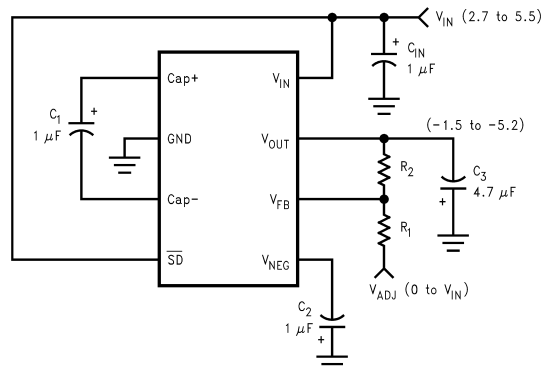 V_IN (2.7 to 5.5)
+
C_IN
1 μF
Cap+
V_IN
C_1
+
1 μF
GND
V_OUT
(−1.5 to −5.2)
R_2
C_3
4.7 μF
+
Cap−
V_FB
R_1
S̅D̅
V_NEG
V_ADJ (0 to V_IN)
C_2
1 μF
+